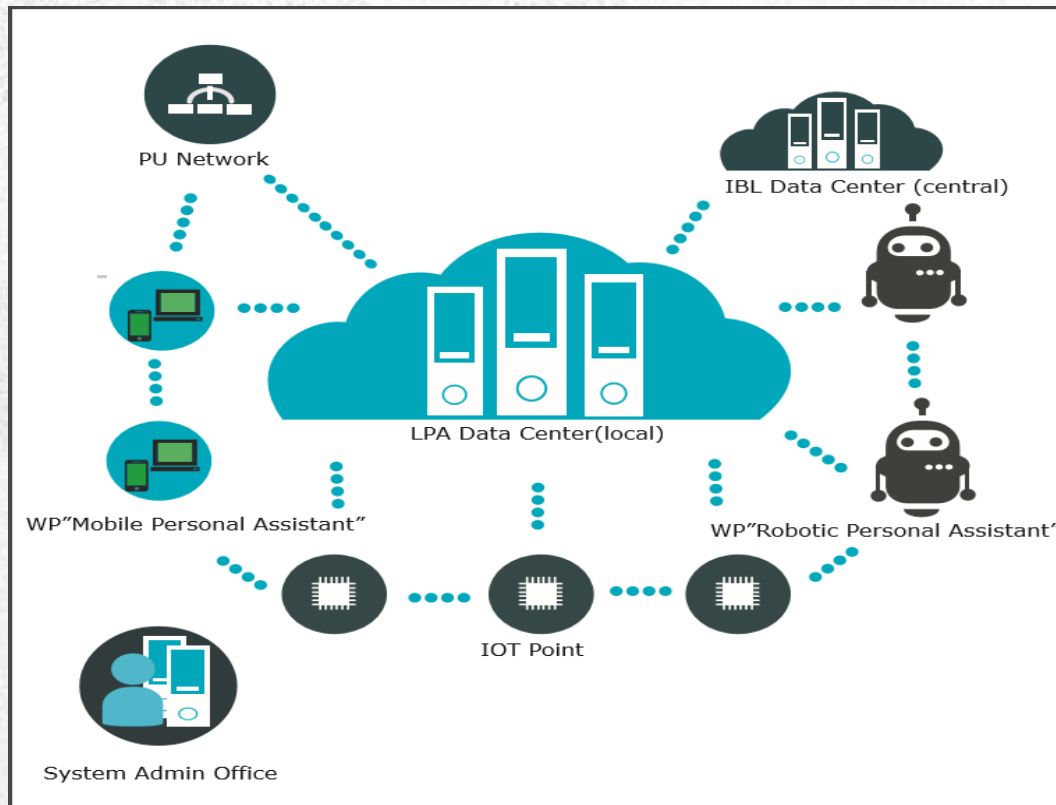 PU Network
IBL Data Center (central)
LPA Data Center(local)
WP”Mobile Personal Assistant”
WP”Robotic Personal Assistant”
IOT Point
System Admin Office